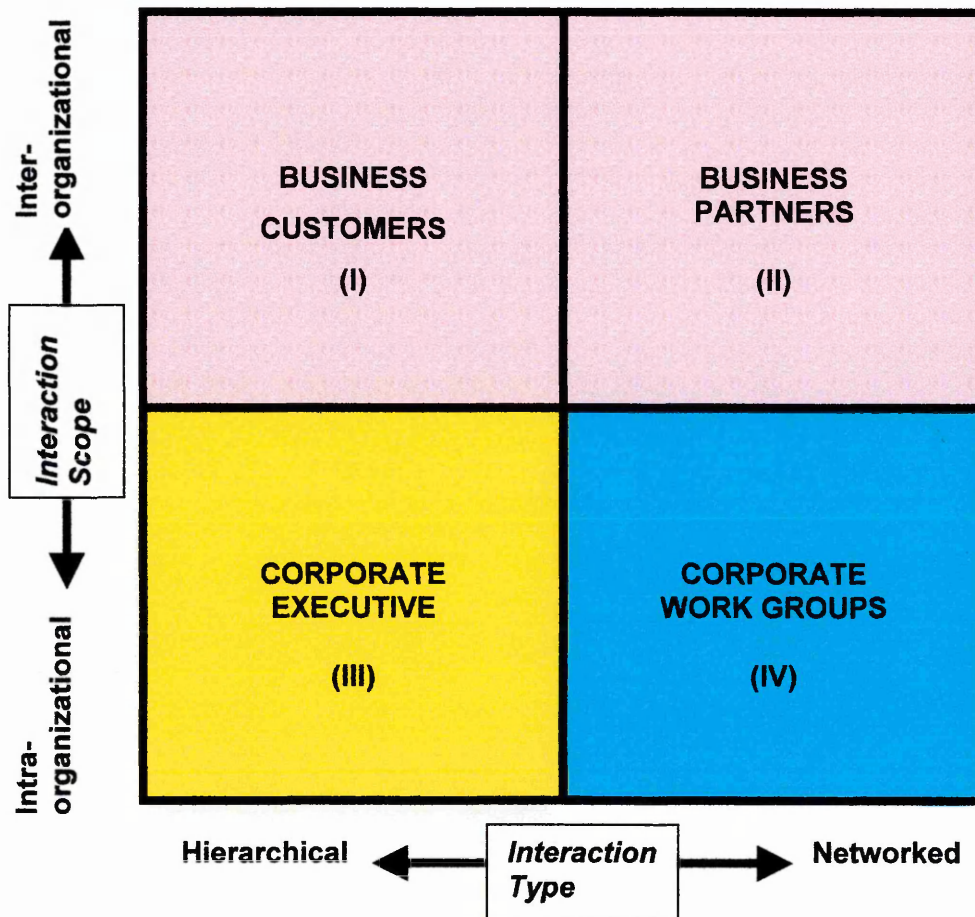 Inter-
organizational
BUSINESS
CUSTOMERS
(I)
BUSINESS
PARTNERS
(II)
Interaction
Scope
CORPORATE
EXECUTIVE
(III)
CORPORATE
WORK GROUPS
(IV)
Intra-
organizational
Hierarchical
Interaction
Type
Networked